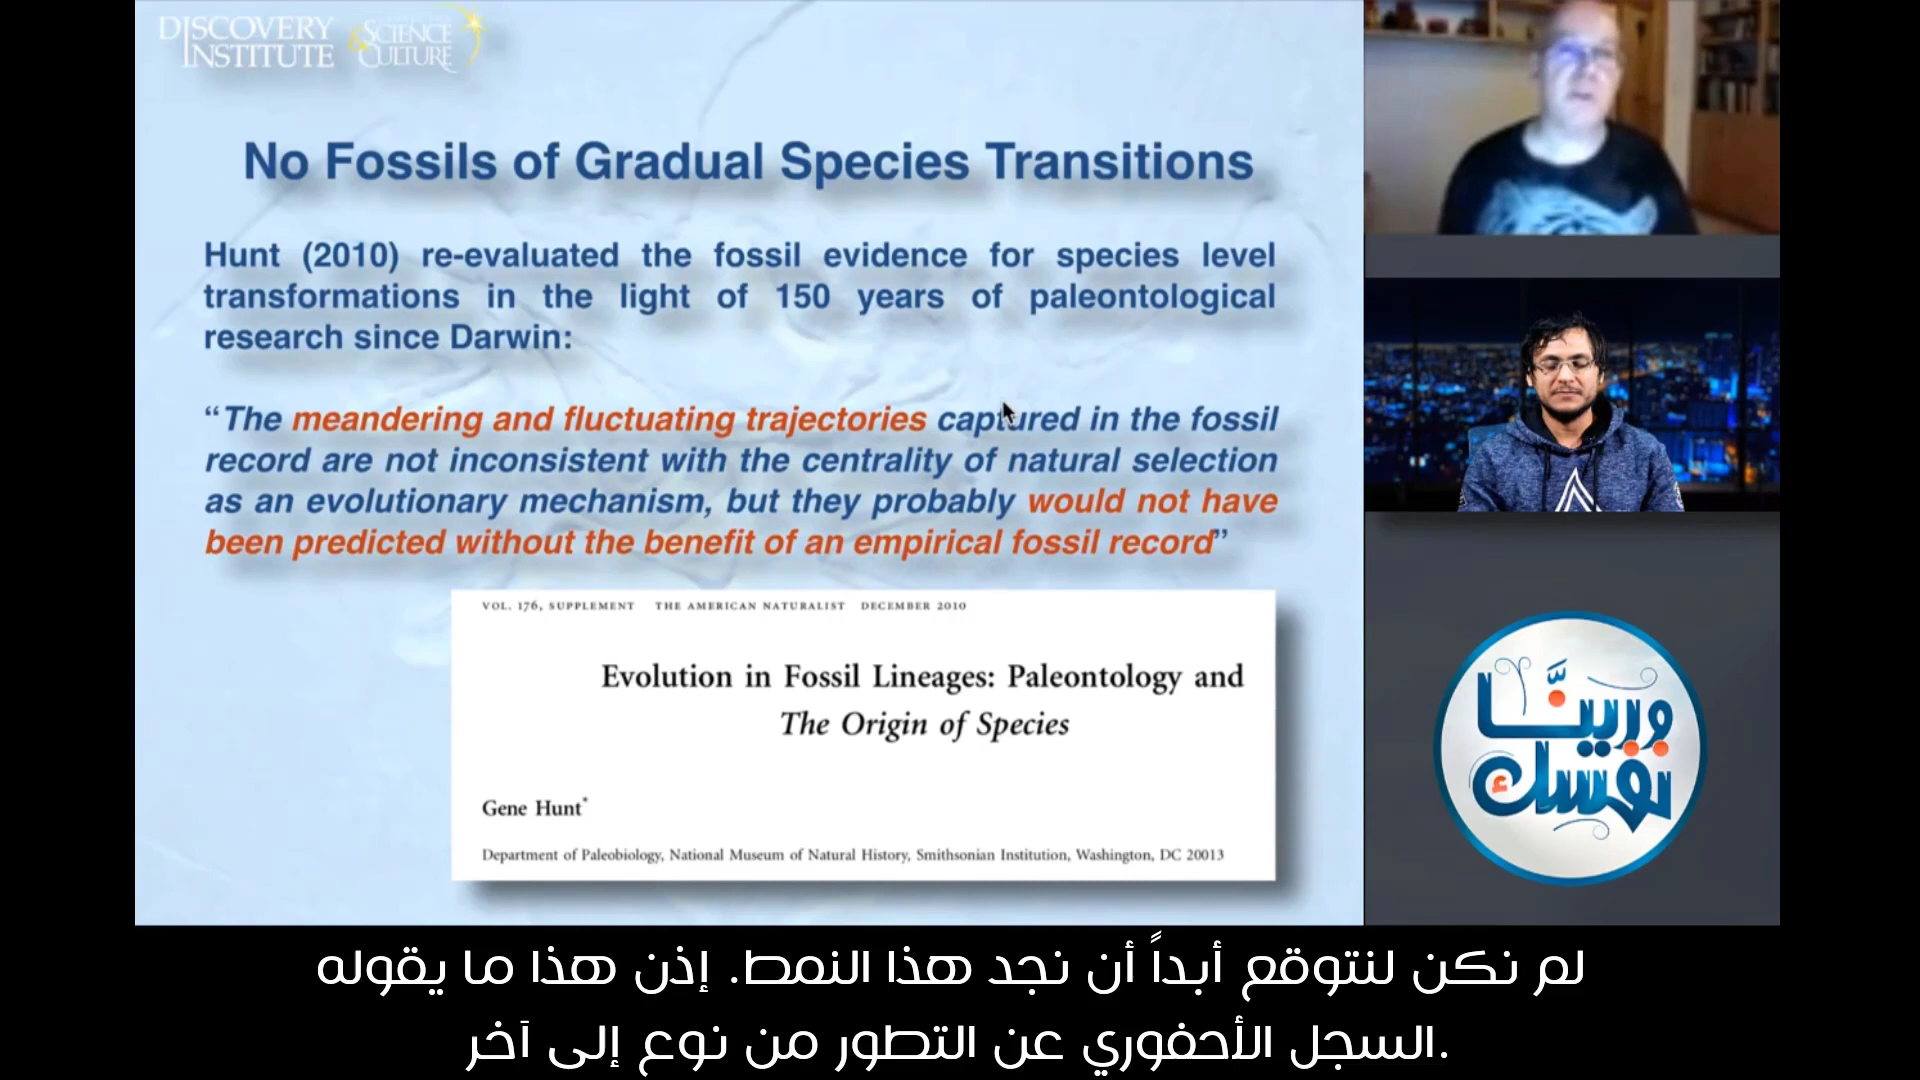 DISCOVERY
INSTITUTE
& SCIENCE
CULTURE
No Fossils of Gradual Species Transitions
Hunt (2010) re-evaluated the fossil evidence for species level
transformations in the light of 150 years of paleontological
research since Darwin:
“The meandering and fluctuating trajectories captured in the fossil
record are not inconsistent with the centrality of natural selection
as an evolutionary mechanism, but they probably would not have
been predicted without the benefit of an empirical fossil record”
VOL. 176, SUPPLEMENT THE AMERICAN NATURALIST DECEMBER 2010
Evolution in Fossil Lineages: Paleontology and
The Origin of Species
Gene Hunt*
Department of Paleobiology, National Museum of Natural History, Smithsonian Institution, Washington, DC 20013
نفسك
لم نكن لنتوقع أبداً أن نجد هذا النمط. إذن هذا ما يقوله
السجل الأحفوري عن التطور من نوع إلى آخر.